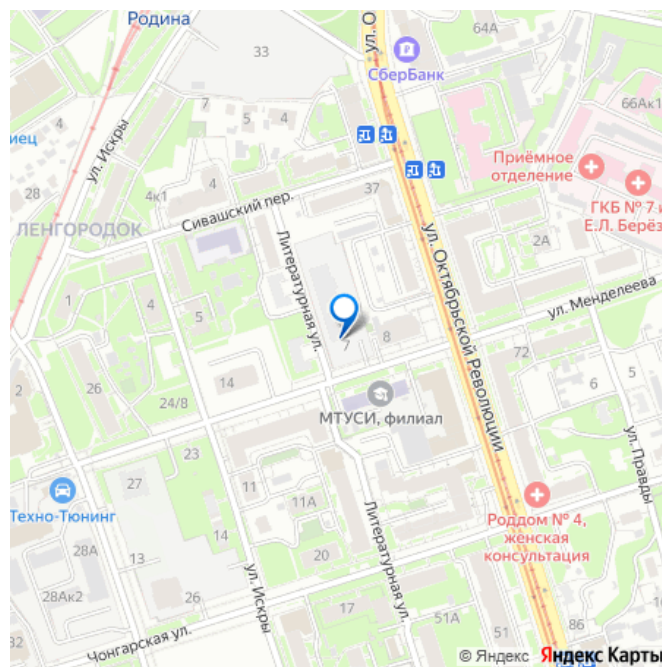 Родина
ул. О
СберБанк
33
64А
66Ак1
7
5
4
4
иец
ул. Искры
28
4к1
4
Сивашский пер.
37
Приёмное
отделение
ГКБ № 7 и
Е.Л. Берёз
ЛЕНГОРОДОК
Литературная ул.
ул. Октябрьской Революции
2А
ул. Менделеева
1
4
5
7
8
72
2
26
24/8
14
6
5
МТУСИ, филиал
ул. Правды
23
27
11
11А
Техно-Тюнинг
Роддом № 4,
женская
консультация
28А
13
14
20
Литературная ул.
28Ак2
26
ул. Искры
17
51А
51
86
32
Чонгарская ул.
© Яндекс Яндекс Карты